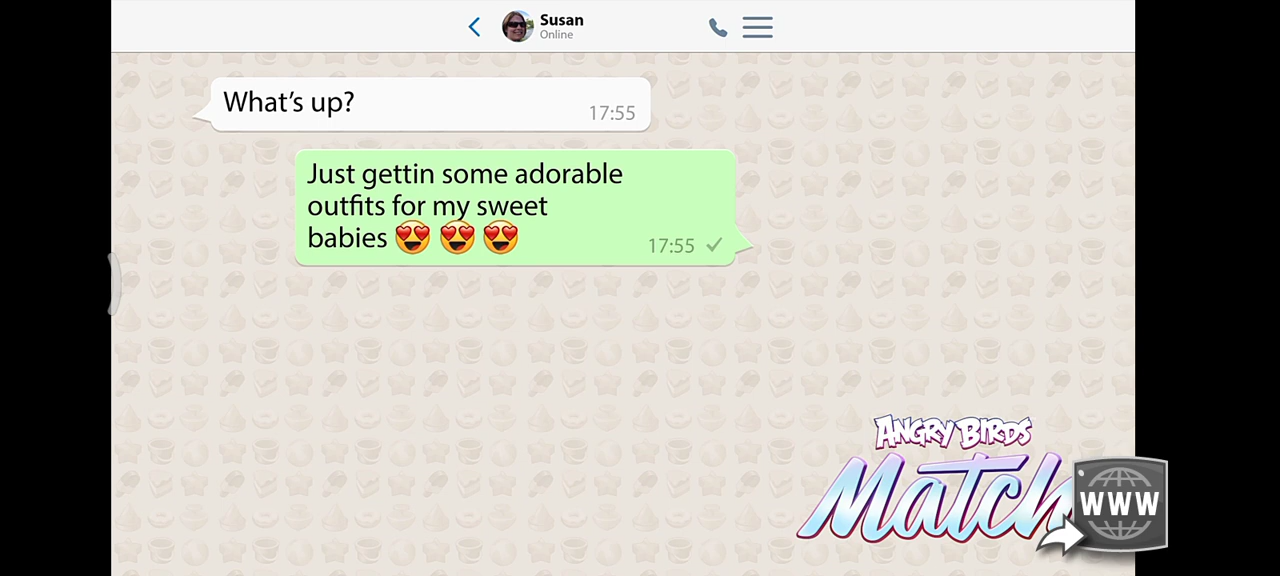 Susan
Online
What's up?
17:55
Just gettin some adorable
outfits for my sweet
babies 😍 😍 😍
17:55 ✓
ANGRY BIRDS
Match
WWW